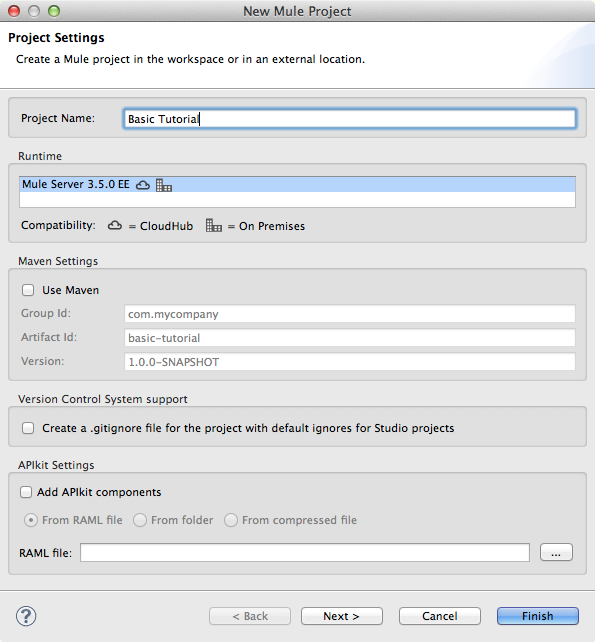 New Mule Project
Project Settings
Create a Mule project in the workspace or in an external location.
Project Name: Basic Tutorial
Runtime
Mule Server 3.5.0 EE
Compatibility: = CloudHub = On Premises
Maven Settings
Use Maven
Group Id: com.mycompany
Artifact Id: basic-tutorial
Version: 1.0.0-SNAPSHOT
Version Control System support
Create a .gitignore file for the project with default ignores for Studio projects
APIkit Settings
Add APIkit components
From RAML file From folder From compressed file
RAML file: ...
? < Back Next > Cancel Finish